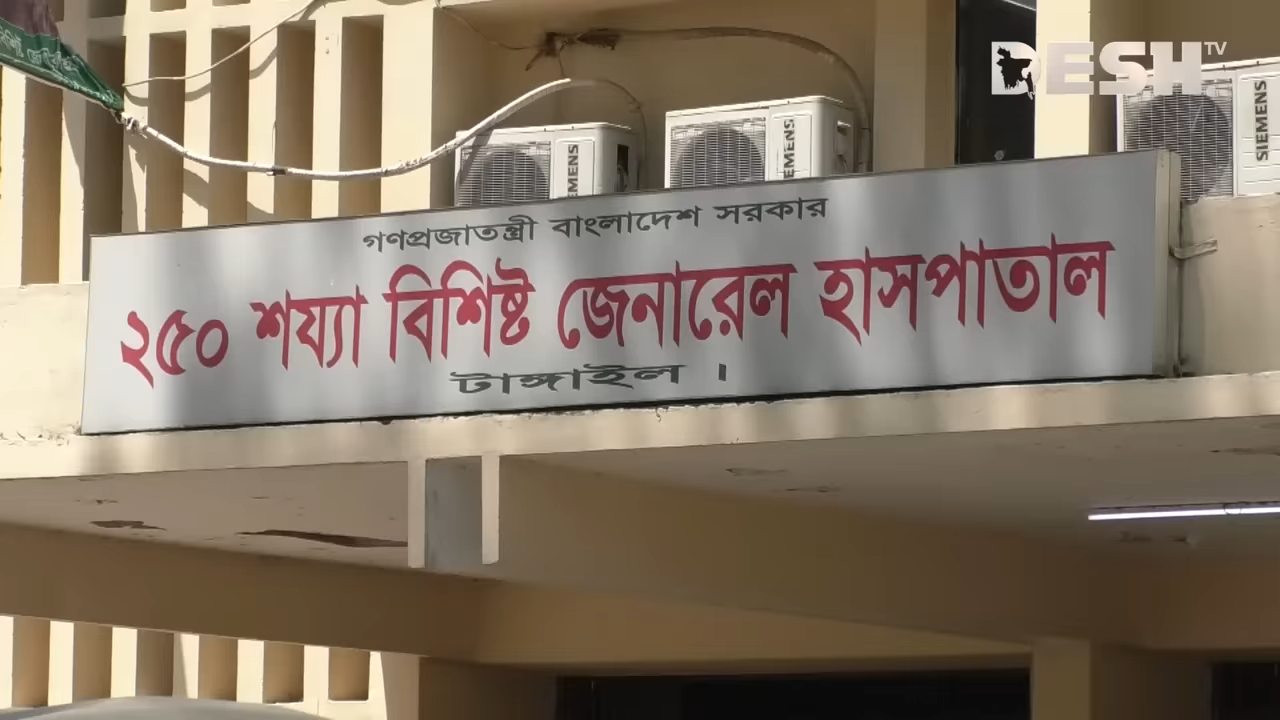 DESH TV
SIEMENS
SIEMENS
SIEMENS
গণপ্রজাতন্ত্রী বাংলাদেশ সরকার
২৫০ শয্যা বিশিষ্ট জেনারেল হাসপাতাল
টাঙ্গাইল ।